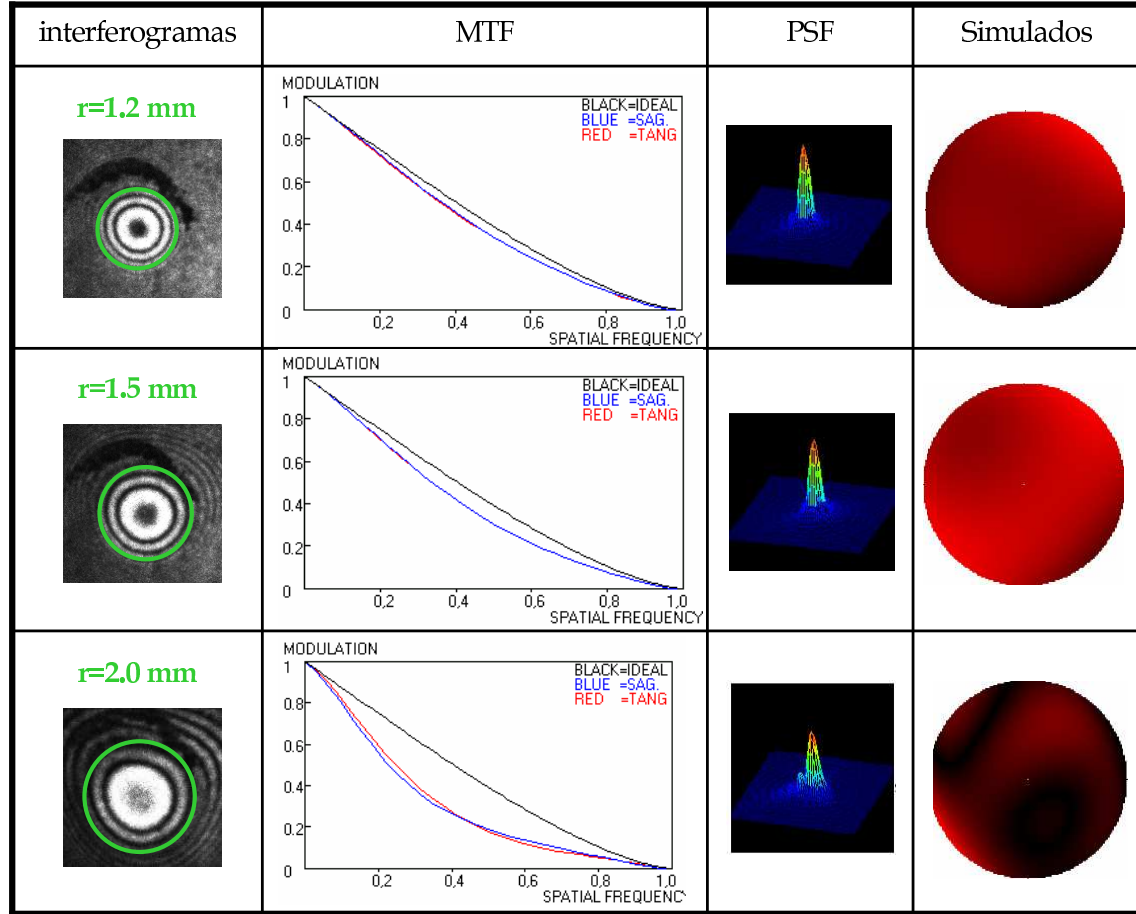 interferogramas
MTF
PSF
Simulados
r=1.2 mm
MODULATION
BLACK=IDEAL
BLUE =SAG.
RED =TANG
1
0.8
0.6
0.4
0.2
0
0,2
0,4
0,6
0,8
1,0
SPATIAL FREQUENCY
r=1.5 mm
MODULATION
BLACK=IDEAL
BLUE =SAG.
RED =TANG
1
0.8
0.6
0.4
0.2
0
0,2
0,4
0,6
0,8
1,0
SPATIAL FREQUENCY
r=2.0 mm
MODULATION
BLACK=IDEAL
BLUE =SAG.
RED =TANG
1
0.8
0.6
0.4
0.2
0
0,2
0,4
0,6
0,8
1,0
SPATIAL FREQUENC